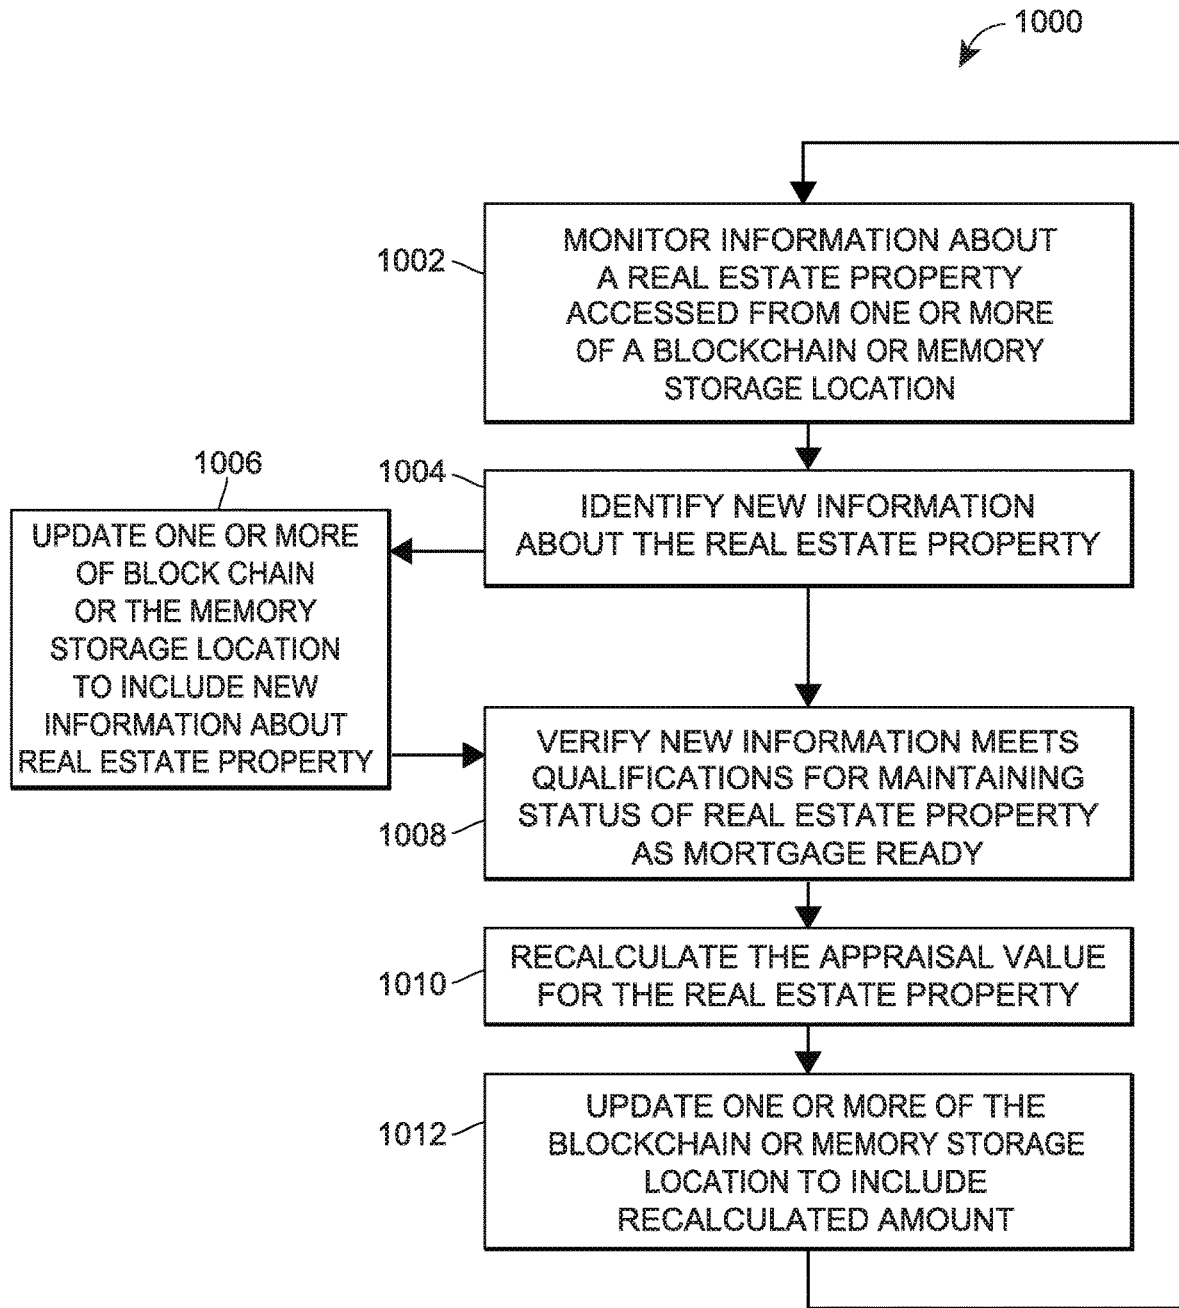 1000
1002
MONITOR INFORMATION ABOUT
A REAL ESTATE PROPERTY
ACCESSED FROM ONE OR MORE
OF A BLOCKCHAIN OR MEMORY
STORAGE LOCATION
1004
IDENTIFY NEW INFORMATION
ABOUT THE REAL ESTATE PROPERTY
1006
UPDATE ONE OR MORE
OF BLOCK CHAIN
OR THE MEMORY
STORAGE LOCATION
TO INCLUDE NEW
INFORMATION ABOUT
REAL ESTATE PROPERTY
1008
VERIFY NEW INFORMATION MEETS
QUALIFICATIONS FOR MAINTAINING
STATUS OF REAL ESTATE PROPERTY
AS MORTGAGE READY
1010
RECALCULATE THE APPRAISAL VALUE
FOR THE REAL ESTATE PROPERTY
1012
UPDATE ONE OR MORE OF THE
BLOCKCHAIN OR MEMORY STORAGE
LOCATION TO INCLUDE
RECALCULATED AMOUNT